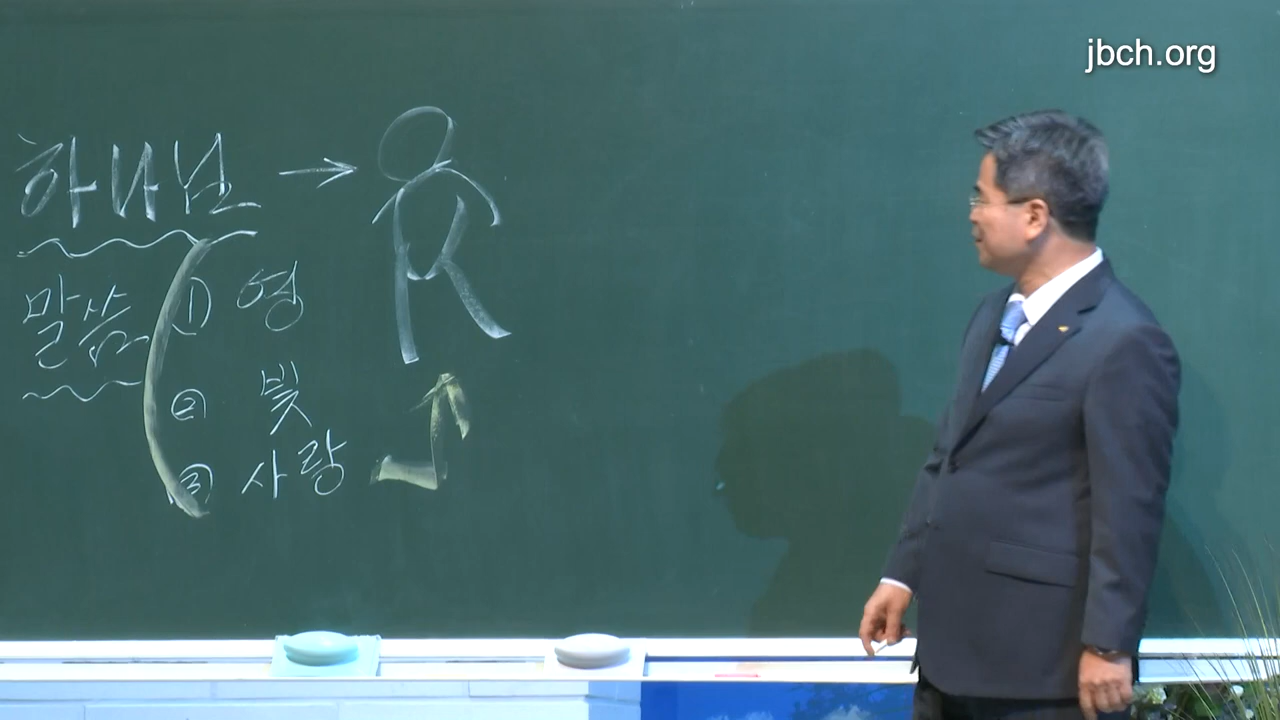 jbch.org
하나님 →
말씀 ① 영
② 빛
③ 사랑